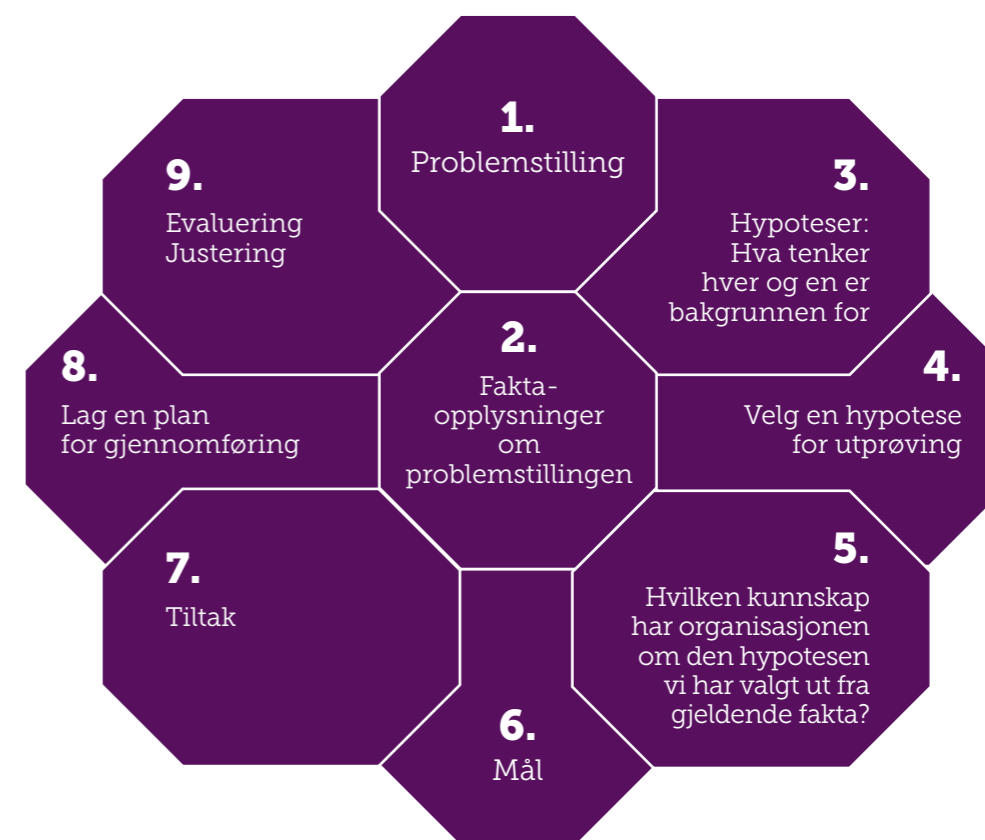 1.
Problemstilling
2.
Fakta-
opplysninger
om
problemstillingen
3.
Hypoteser:
Hva tenker
hver og en er
bakgrunnen for
4.
Velg en hypotese
for utprøving
5.
Hvilken kunnskap
har organisasjonen
om den hypotesen
vi har valgt ut fra
gjeldende fakta?
6.
Mål
7.
Tiltak
8.
Lag en plan
for gjennomføring
9.
Evaluering
Justering